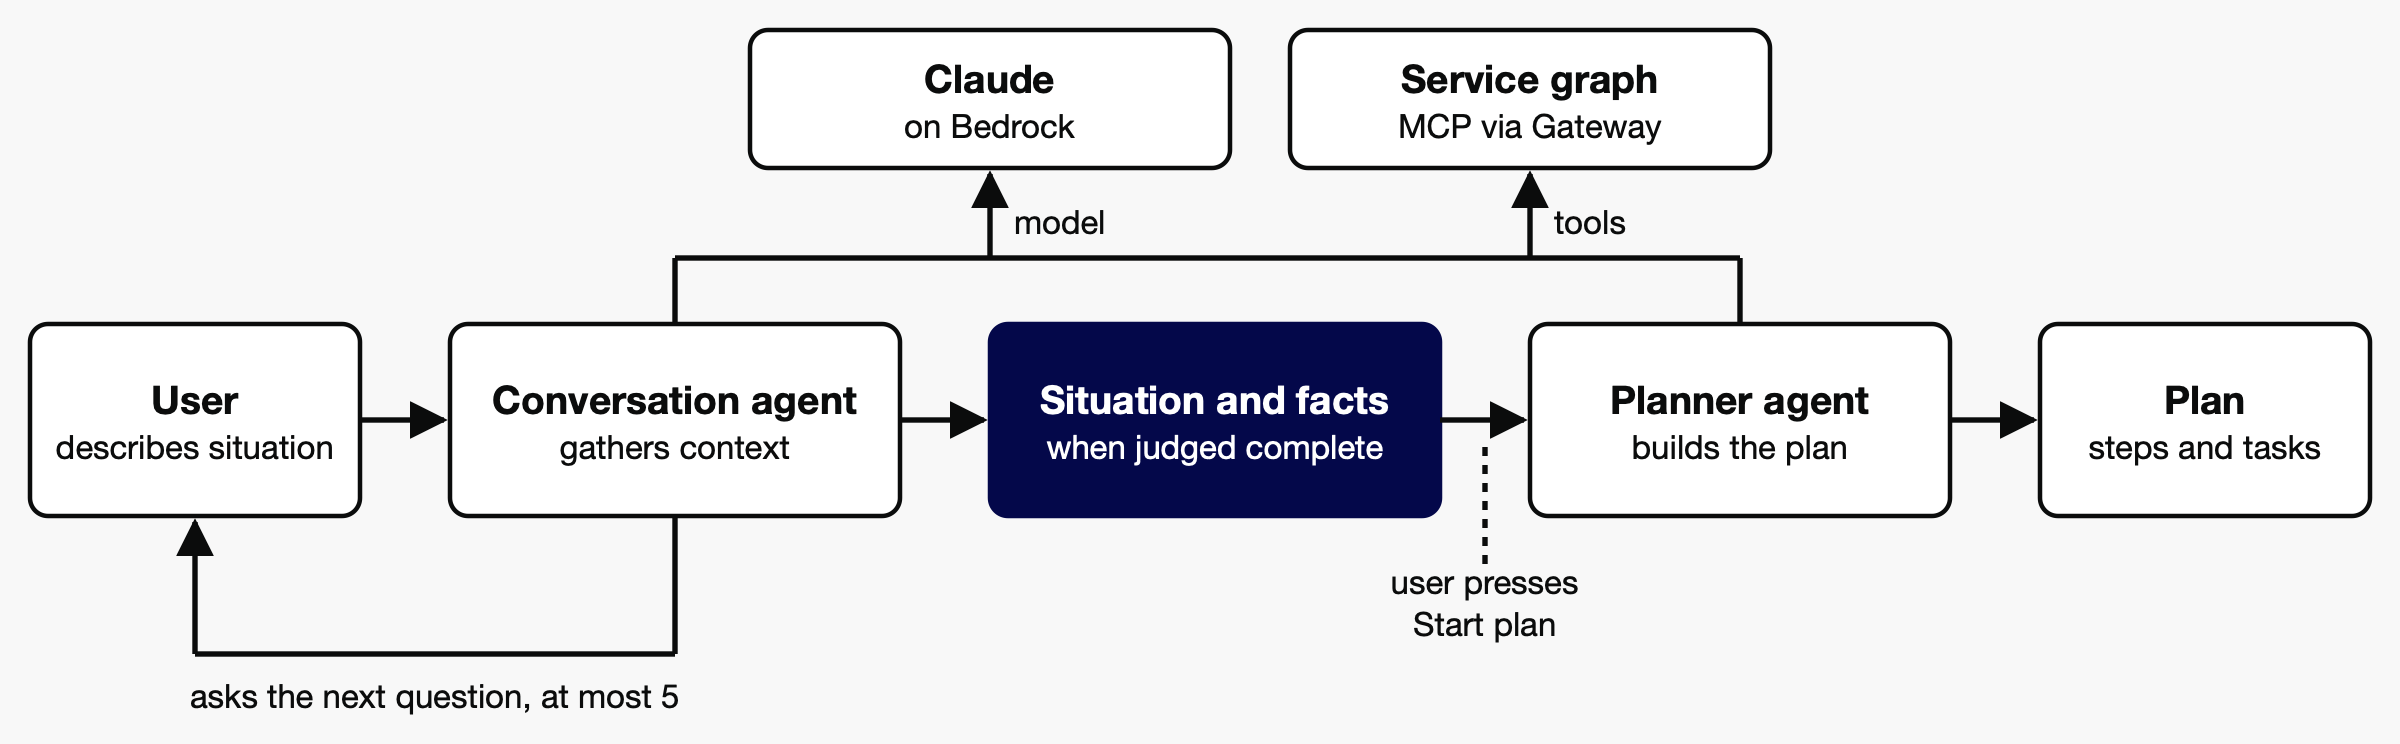 Claude
on Bedrock
Service graph
MCP via Gateway
model
tools
User
describes situation
Conversation agent
gathers context
Situation and facts
when judged complete
Planner agent
builds the plan
Plan
steps and tasks
user presses
Start plan
asks the next question, at most 5